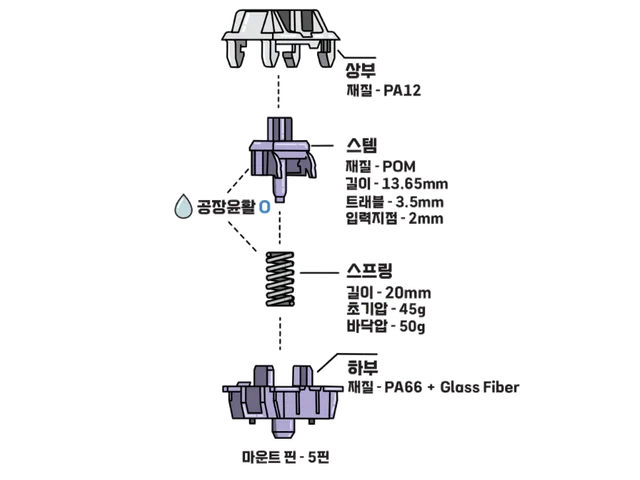 상부
재질 - PA12
스템
재질 - POM
길이 - 13.65mm
트래블 - 3.5mm
입력지점 - 2mm
공장윤활 O
스프링
길이 - 20mm
초기압 - 45g
바닥압 - 50g
하부
재질 - PA66 + Glass Fiber
마운트 핀 - 5핀